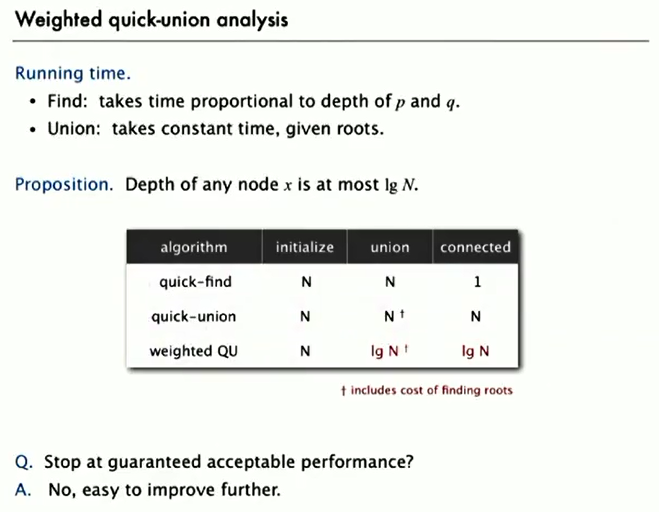 Weighted quick-union analysis
Running time.
• Find: takes time proportional to depth of p and q.
• Union: takes constant time, given roots.
Proposition. Depth of any node x is at most lg N.
algorithm initialize union connected
quick-find N N 1
quick-union N N † N
weighted QU N lg N † lg N
† includes cost of finding roots
Q. Stop at guaranteed acceptable performance?
A. No, easy to improve further.